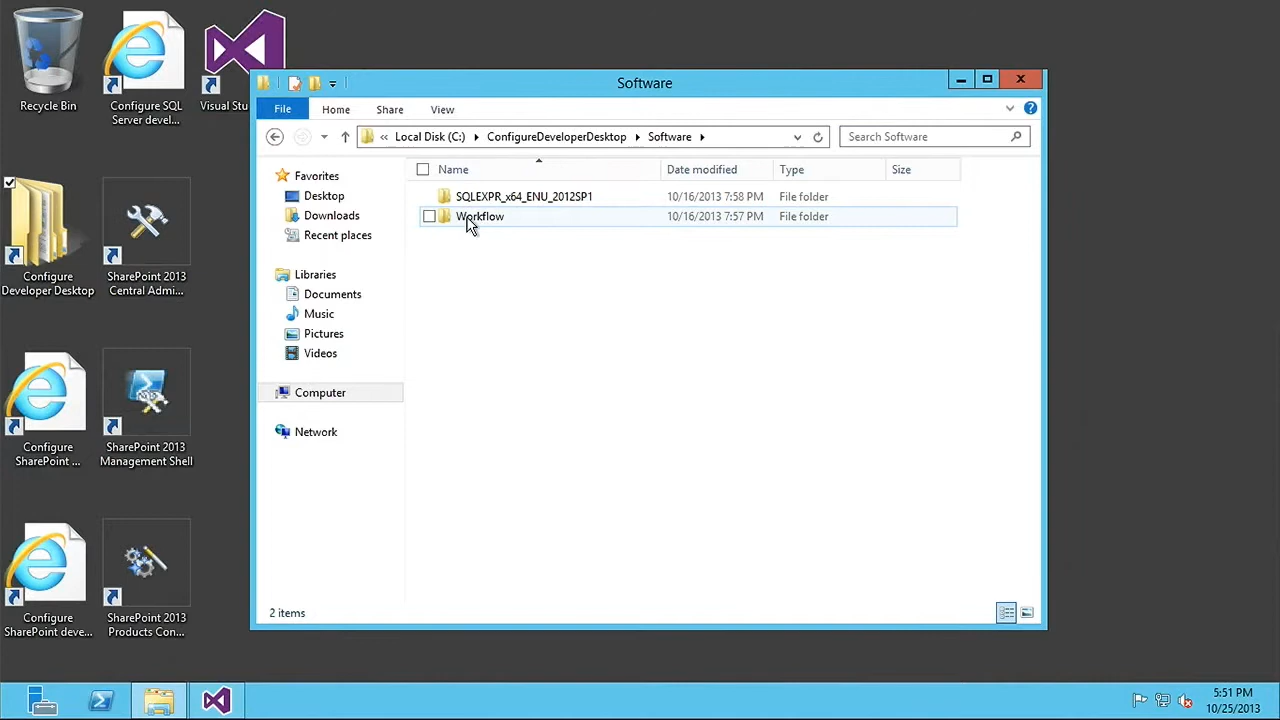 Recycle Bin
Configure SQL
Server devel...
Visual Stu
Configure
Developer Desktop
SharePoint 2013
Central Admi...
Configure
SharePoint ...
SharePoint 2013
Management Shell
Configure
SharePoint deve...
SharePoint 2013
Products Con...
Software
File
Home
Share
View
« Local Disk (C:)
ConfigureDeveloperDesktop
Software
Search Software
Name
Date modified
Type
Size
SQLEXPR_x64_ENU_2012SP1
10/16/2013 7:58 PM
File folder
Workflow
10/16/2013 7:57 PM
File folder
Favorites
Desktop
Downloads
Recent places
Libraries
Documents
Music
Pictures
Videos
Computer
Network
2 items
5:51 PM
10/25/2013